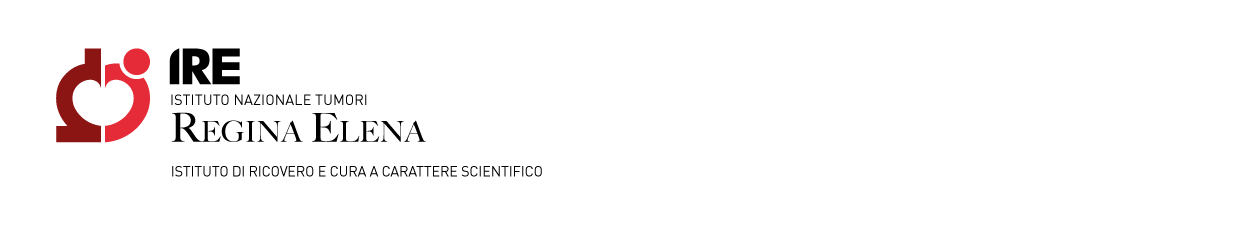 IRE
ISTITUTO NAZIONALE TUMORI
REGINA ELENA
ISTITUTO DI RICOVERO E CURA A CARATTERE SCIENTIFICO